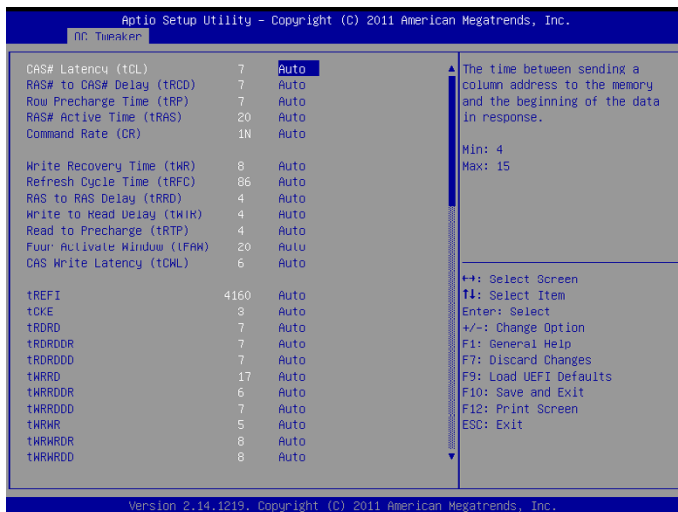 Aptio Setup Utility – Copyright (C) 2011 American Megatrends, Inc.
OC Tweaker
CAS# Latency (tCL) 7 Auto
RAS# to CAS# Delay (tRCD) 7 Auto
Row Precharge Time (tRP) 7 Auto
RAS# Active Time (tRAS) 20 Auto
Command Rate (CR) 1N Auto
Write Recovery Time (tWR) 8 Auto
Refresh Cycle Time (tRFC) 86 Auto
RAS to RAS Delay (tRRD) 4 Auto
Write to Read Delay (tWTR) 4 Auto
Read to Precharge (tRTP) 4 Auto
Four Activate Window (tFAW) 20 Auto
CAS Write Latency (tCWL) 6 Auto
tREFI 4160 Auto
tCKE 3 Auto
tRDRD 7 Auto
tRDRDDR 7 Auto
tRDRDDD 7 Auto
tWRRD 17 Auto
tWRRDDR 6 Auto
tWRRDDD 7 Auto
tWRWR 5 Auto
tWRWRDR 8 Auto
tWRWRDD 8 Auto
The time between sending a
column address to the memory
and the beginning of the data
in response.
Min: 4
Max: 15
↔: Select Screen
↑↓: Select Item
Enter: Select
+/-: Change Option
F1: General Help
F7: Discard Changes
F9: Load UEFI Defaults
F10: Save and Exit
F12: Print Screen
ESC: Exit
Version 2.14.1219. Copyright (C) 2011 American Megatrends, Inc.